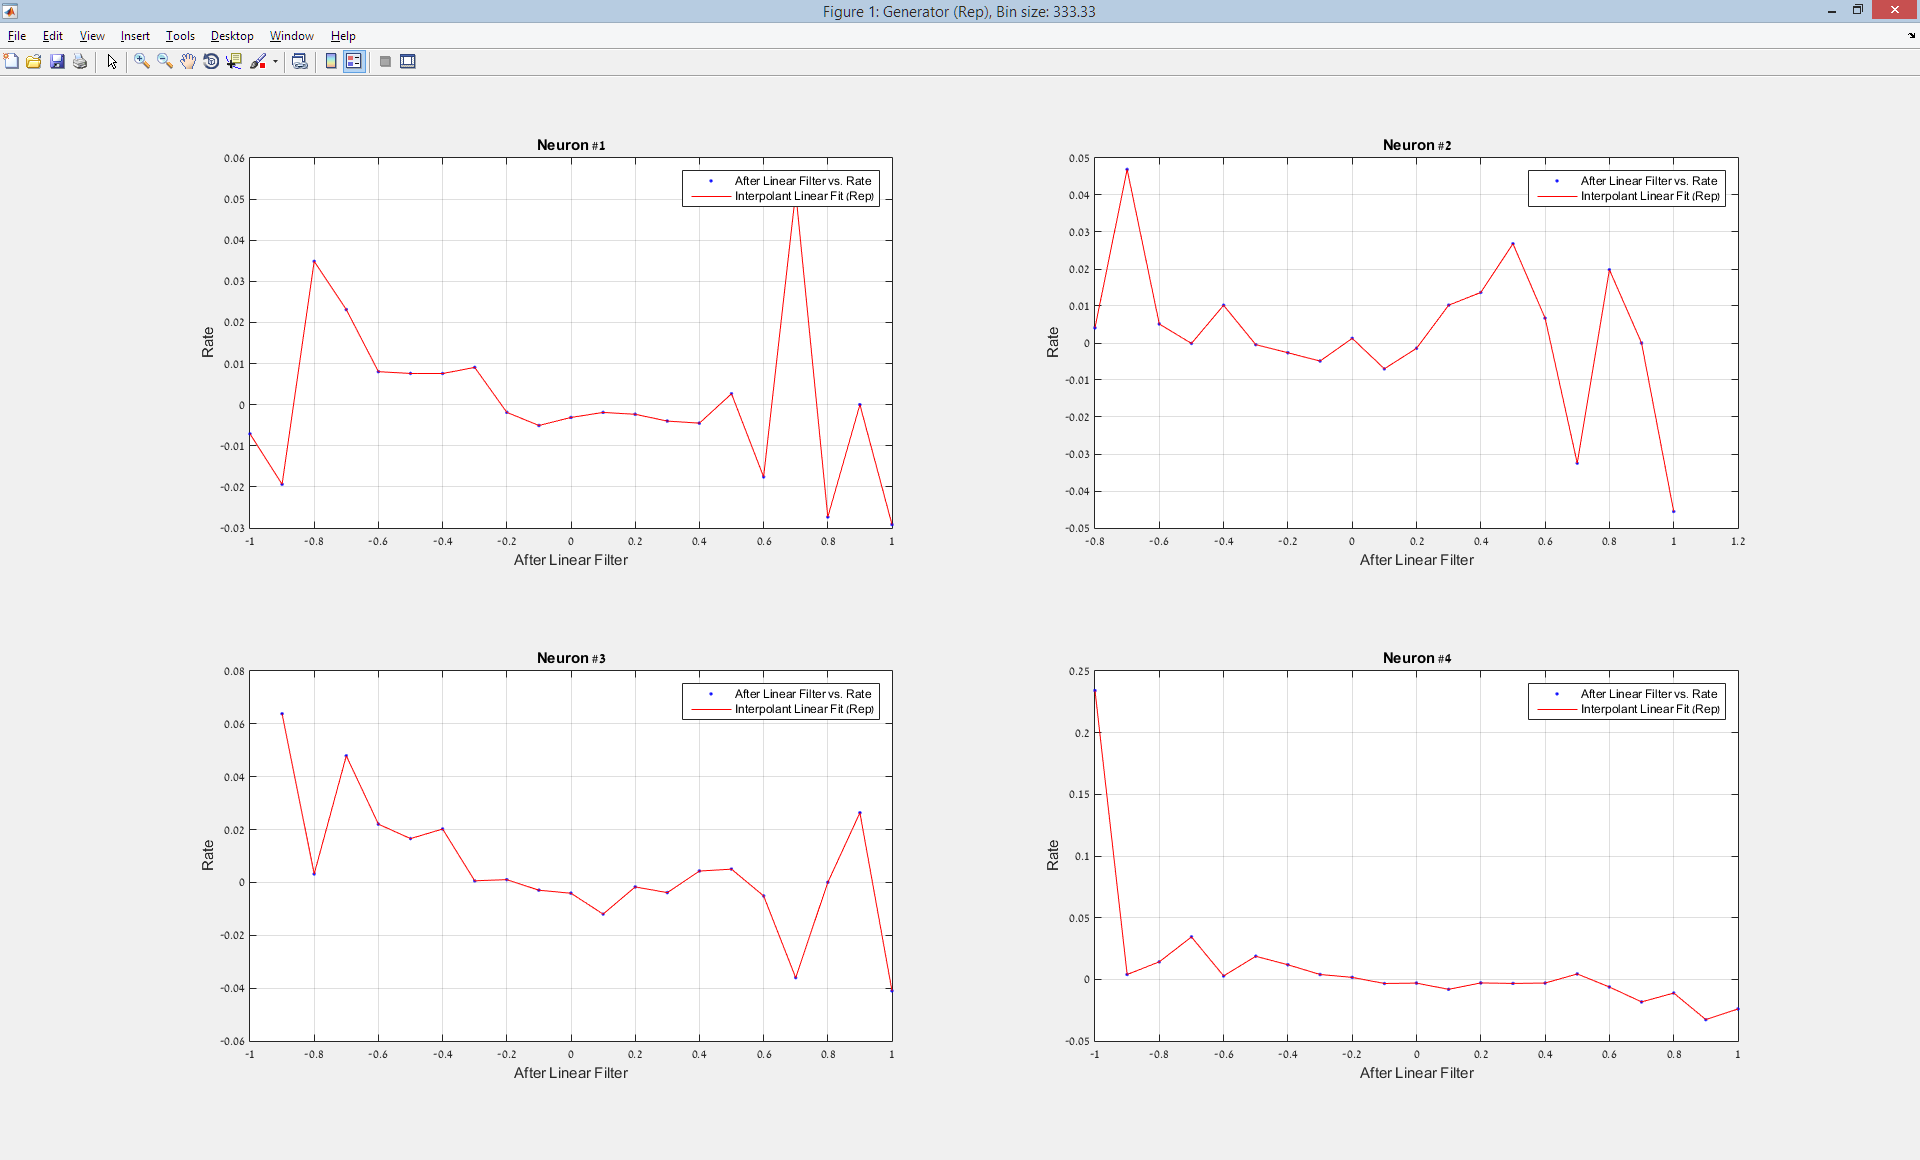 Figure 1: Generator (Rep), Bin size: 333.33
File Edit View Insert Tools Desktop Window Help
Neuron #1
After Linear Filter vs. Rate
Interpolant Linear Fit (Rep)
0.06
0.05
0.04
0.03
0.02
0.01
0
-0.01
-0.02
-0.03
Rate
-1 -0.8 -0.6 -0.4 -0.2 0 0.2 0.4 0.6 0.8 1
After Linear Filter
Neuron #2
After Linear Filter vs. Rate
Interpolant Linear Fit (Rep)
0.05
0.04
0.03
0.02
0.01
0
-0.01
-0.02
-0.03
-0.04
-0.05
Rate
-0.8 -0.6 -0.4 -0.2 0 0.2 0.4 0.6 0.8 1 1.2
After Linear Filter
Neuron #3
After Linear Filter vs. Rate
Interpolant Linear Fit (Rep)
0.08
0.06
0.04
0.02
0
-0.02
-0.04
-0.06
Rate
-1 -0.8 -0.6 -0.4 -0.2 0 0.2 0.4 0.6 0.8 1
After Linear Filter
Neuron #4
After Linear Filter vs. Rate
Interpolant Linear Fit (Rep)
0.25
0.2
0.15
0.1
0.05
0
-0.05
Rate
-1 -0.8 -0.6 -0.4 -0.2 0 0.2 0.4 0.6 0.8 1
After Linear Filter